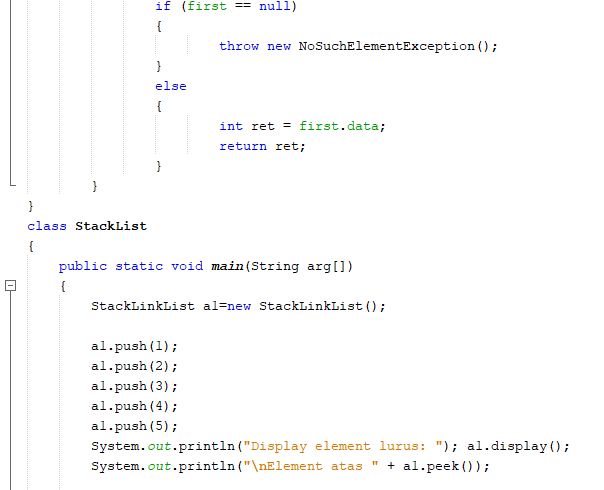 if (first == null)
{
throw new NoSuchElementException();
}
else
{
int ret = first.data;
return ret;
}
}
}
class StackList
{
public static void main(String arg[])
{
StackLinkList al=new StackLinkList();
al.push(1);
al.push(2);
al.push(3);
al.push(4);
al.push(5);
System.out.println("Display element lurus: "); al.display();
System.out.println("\nElement atas " + al.peek());